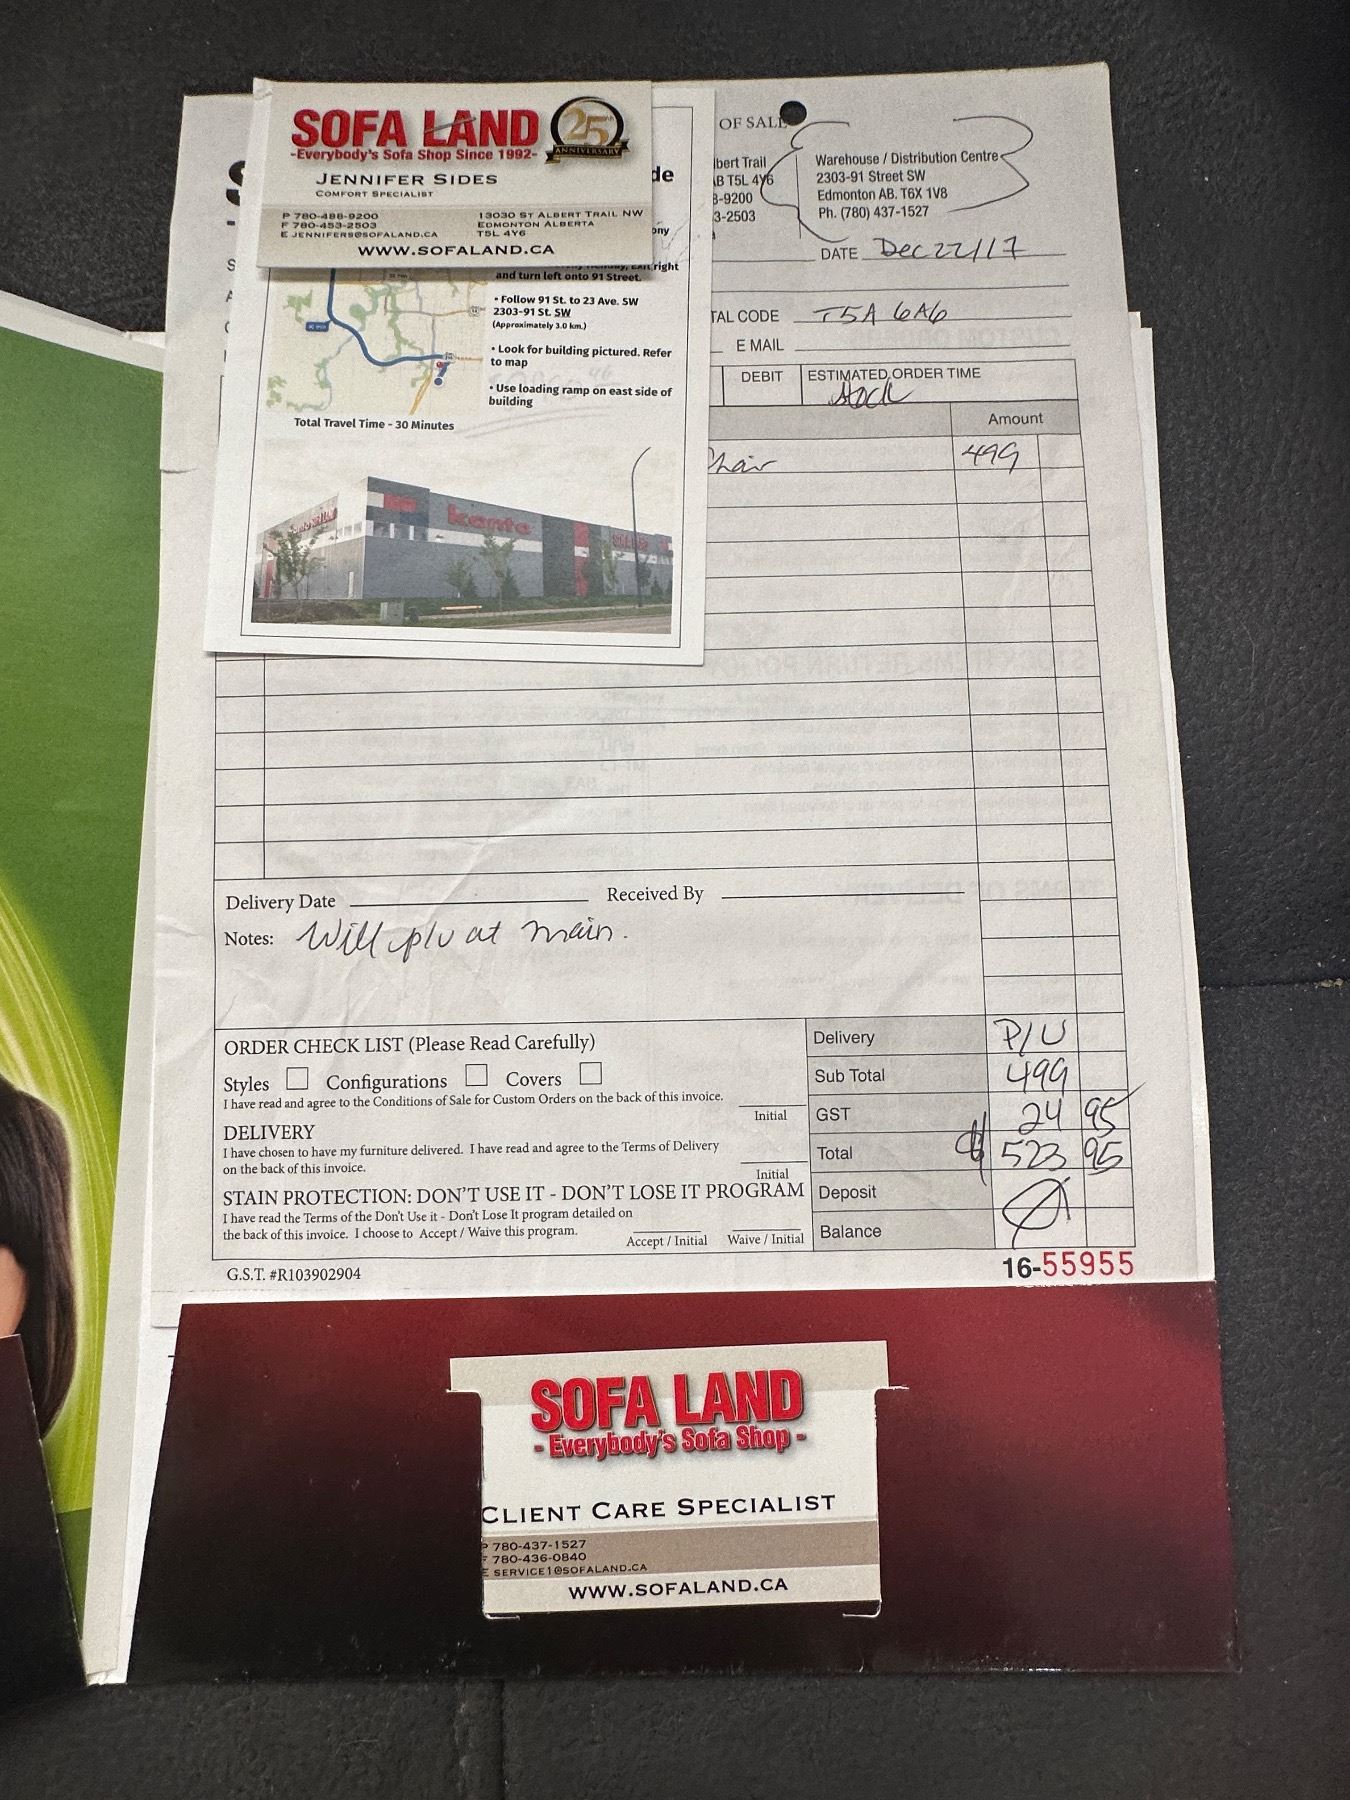 SOFA LAND
-Everybody's Sofa Shop Since 1992-
25TH
ANNIVERSARY
JENNIFER SIDES
COMFORT SPECIALIST
P 780-488-9200
F 780-453-2503
E JENNIFERS@SOFALAND.CA
13030 ST ALBERT TRAIL NW
EDMONTON ALBERTA
T5L 4Y6
WWW.SOFALAND.CA
OF SALE
lbert Trail
AB T5L 4Y6
8-9200
3-2503
Warehouse / Distribution Centre
2303-91 Street SW
Edmonton AB. T6X 1V8
Ph. (780) 437-1527
DATE Dec 22/17
TAL CODE T5A 6A6
E MAIL
DEBIT
ESTIMATED ORDER TIME
Stock
Amount
Chair 499
de
ony
right
and turn left onto 91 Street.
• Follow 91 St. to 23 Ave. SW
2303-91 St. SW
(Approximately 3.0 km.)
• Look for building pictured. Refer
to map
• Use loading ramp on east side of
building
Total Travel Time - 30 Minutes
kanto
Delivery Date
Received By
Notes: Will p/u at main.
ORDER CHECK LIST (Please Read Carefully)
Styles Configurations Covers
I have read and agree to the Conditions of Sale for Custom Orders on the back of this invoice.
Initial
DELIVERY
I have chosen to have my furniture delivered. I have read and agree to the Terms of Delivery
on the back of this invoice.
Initial
STAIN PROTECTION: DON'T USE IT - DON'T LOSE IT PROGRAM
I have read the Terms of the Don't Use it - Don't Lose It program detailed on
the back of this invoice. I choose to Accept / Waive this program.
Accept / Initial Waive / Initial
Delivery P/U
Sub Total 499
GST 24 95
Total $ 523 95
Deposit
Balance
G.S.T. #R103902904
16-55955
SOFA LAND
- Everybody's Sofa Shop -
CLIENT CARE SPECIALIST
P 780-437-1527
F 780-436-0840
E SERVICE1@SOFALAND.CA
WWW.SOFALAND.CA